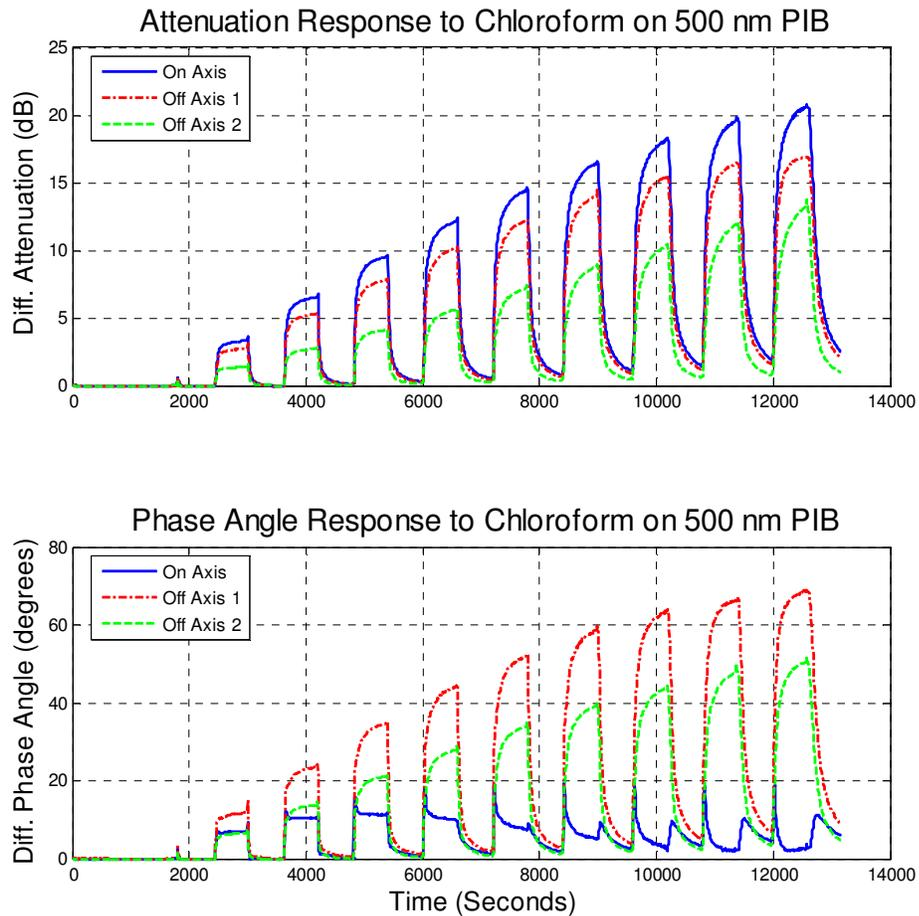 Attenuation Response to Chloroform on 500 nm PIB
Diff. Attenuation (dB)
25
20
15
10
5
0
On Axis
Off Axis 1
Off Axis 2
0 2000 4000 6000 8000 10000 12000 14000
Phase Angle Response to Chloroform on 500 nm PIB
Diff. Phase Angle (degrees)
80
60
40
20
0
On Axis
Off Axis 1
Off Axis 2
0 2000 4000 6000 8000 10000 12000 14000
Time (Seconds)